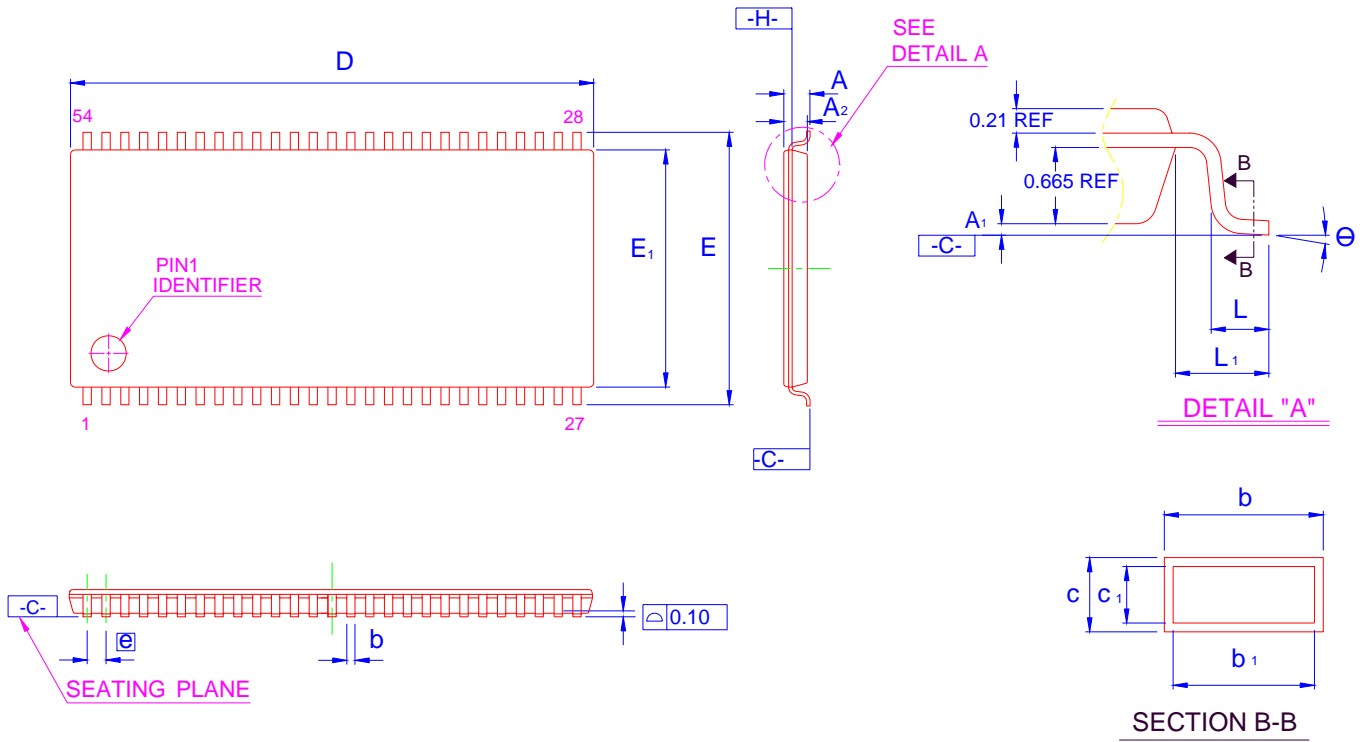 -H-
SEE
DETAIL A
D
A
A2
54
28
0.21 REF
B
0.665 REF
A1
-C-
Θ
B
E1
E
PIN1
IDENTIFIER
L
L1
1
27
DETAIL "A"
-C-
b
c
c1
b1
SECTION B-B
-C-
0.10
e
b
SEATING PLANE